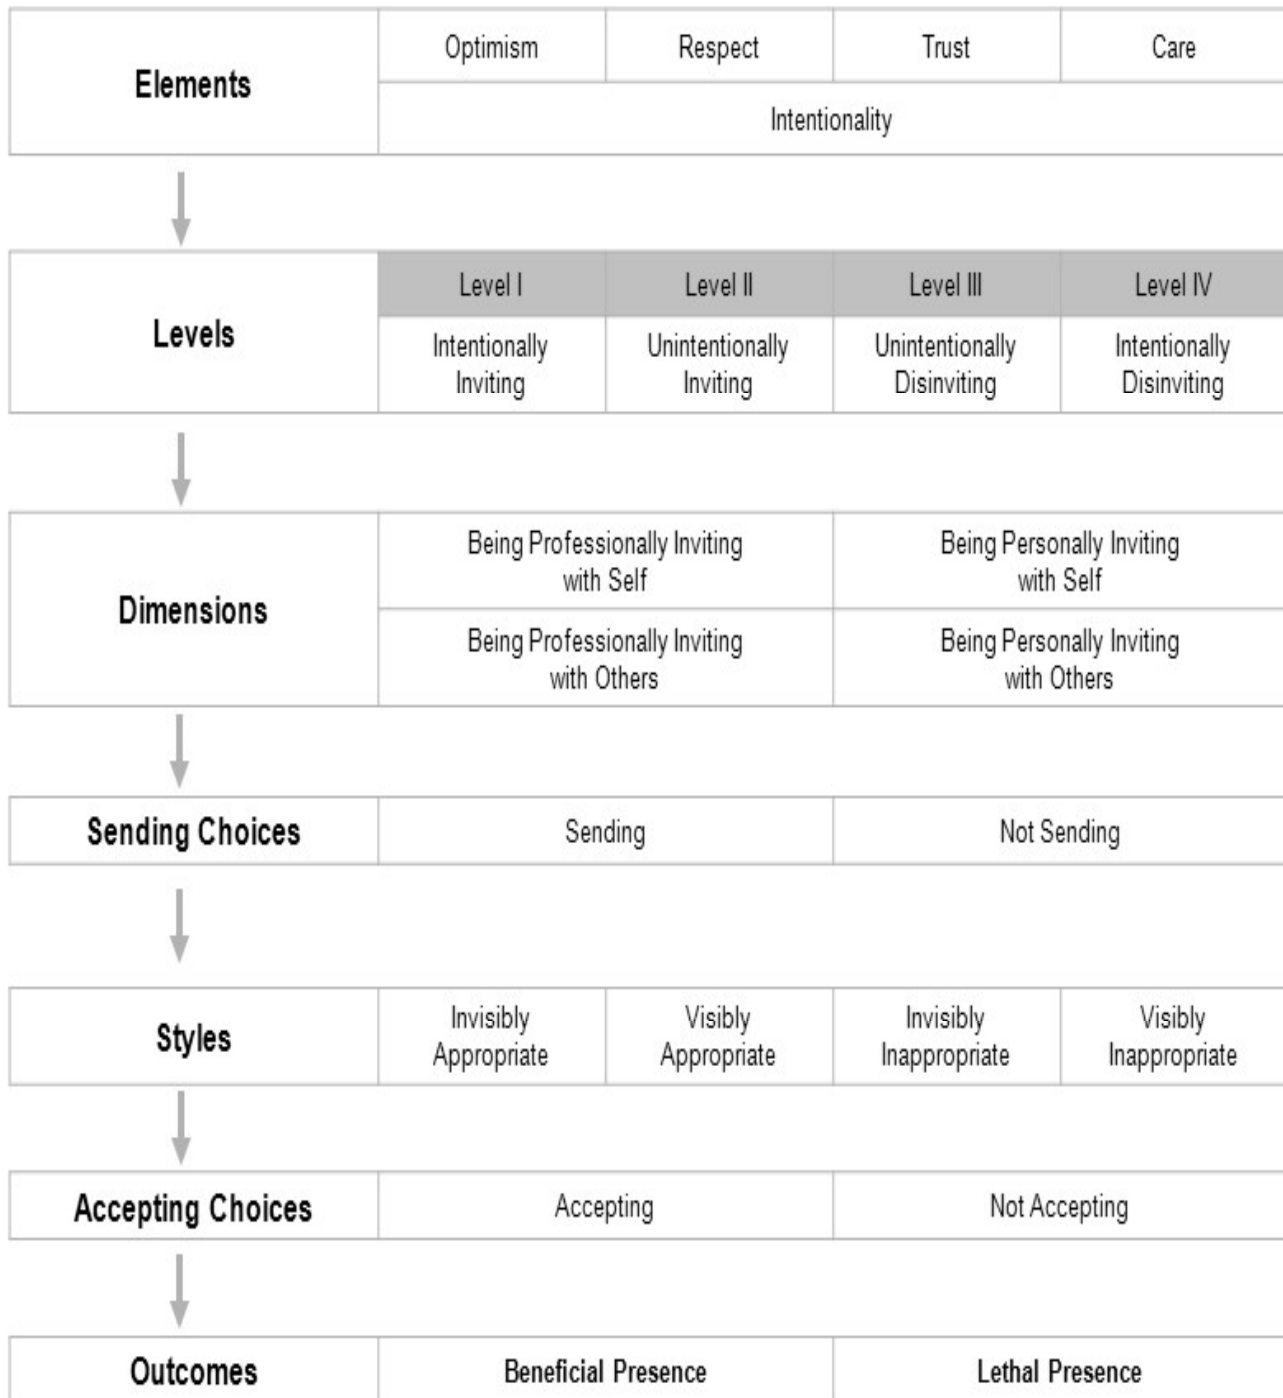 Elements
Optimism
Respect
Trust
Care
Intentionality
Levels
Level I
Level II
Level III
Level IV
Intentionally
Inviting
Unintentionally
Inviting
Unintentionally
Disinviting
Intentionally
Disinviting
Dimensions
Being Professionally Inviting
with Self
Being Personally Inviting
with Self
Being Professionally Inviting
with Others
Being Personally Inviting
with Others
Sending Choices
Sending
Not Sending
Styles
Invisibly
Appropriate
Visibly
Appropriate
Invisibly
Inappropriate
Visibly
Inappropriate
Accepting Choices
Accepting
Not Accepting
Outcomes
Beneficial Presence
Lethal Presence